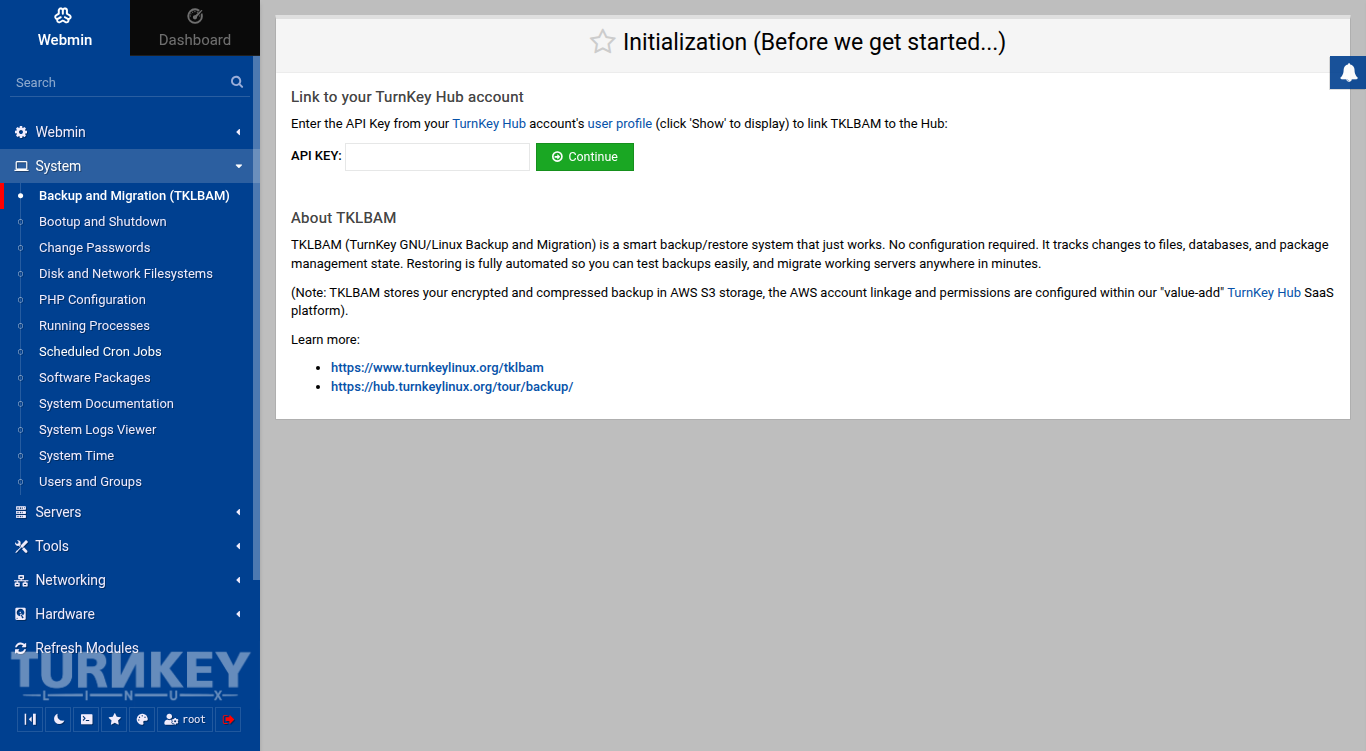 Webmin
Dashboard
Search
Webmin
System
Backup and Migration (TKLBAM)
Bootup and Shutdown
Change Passwords
Disk and Network Filesystems
PHP Configuration
Running Processes
Scheduled Cron Jobs
Software Packages
System Documentation
System Logs Viewer
System Time
Users and Groups
Servers
Tools
Networking
Hardware
Refresh Modules
TURNKEY
LINUX
root
Initialization (Before we get started...)
Link to your TurnKey Hub account
Enter the API Key from your TurnKey Hub account's user profile (click 'Show' to display) to link TKLBAM to the Hub:
API KEY:
Continue
About TKLBAM
TKLBAM (TurnKey GNU/Linux Backup and Migration) is a smart backup/restore system that just works. No configuration required. It tracks changes to files, databases, and package
management state. Restoring is fully automated so you can test backups easily, and migrate working servers anywhere in minutes.
(Note: TKLBAM stores your encrypted and compressed backup in AWS S3 storage, the AWS account linkage and permissions are configured within our "value-add" TurnKey Hub SaaS
platform).
Learn more:
https://www.turnkeylinux.org/tklbam
https://hub.turnkeylinux.org/tour/backup/